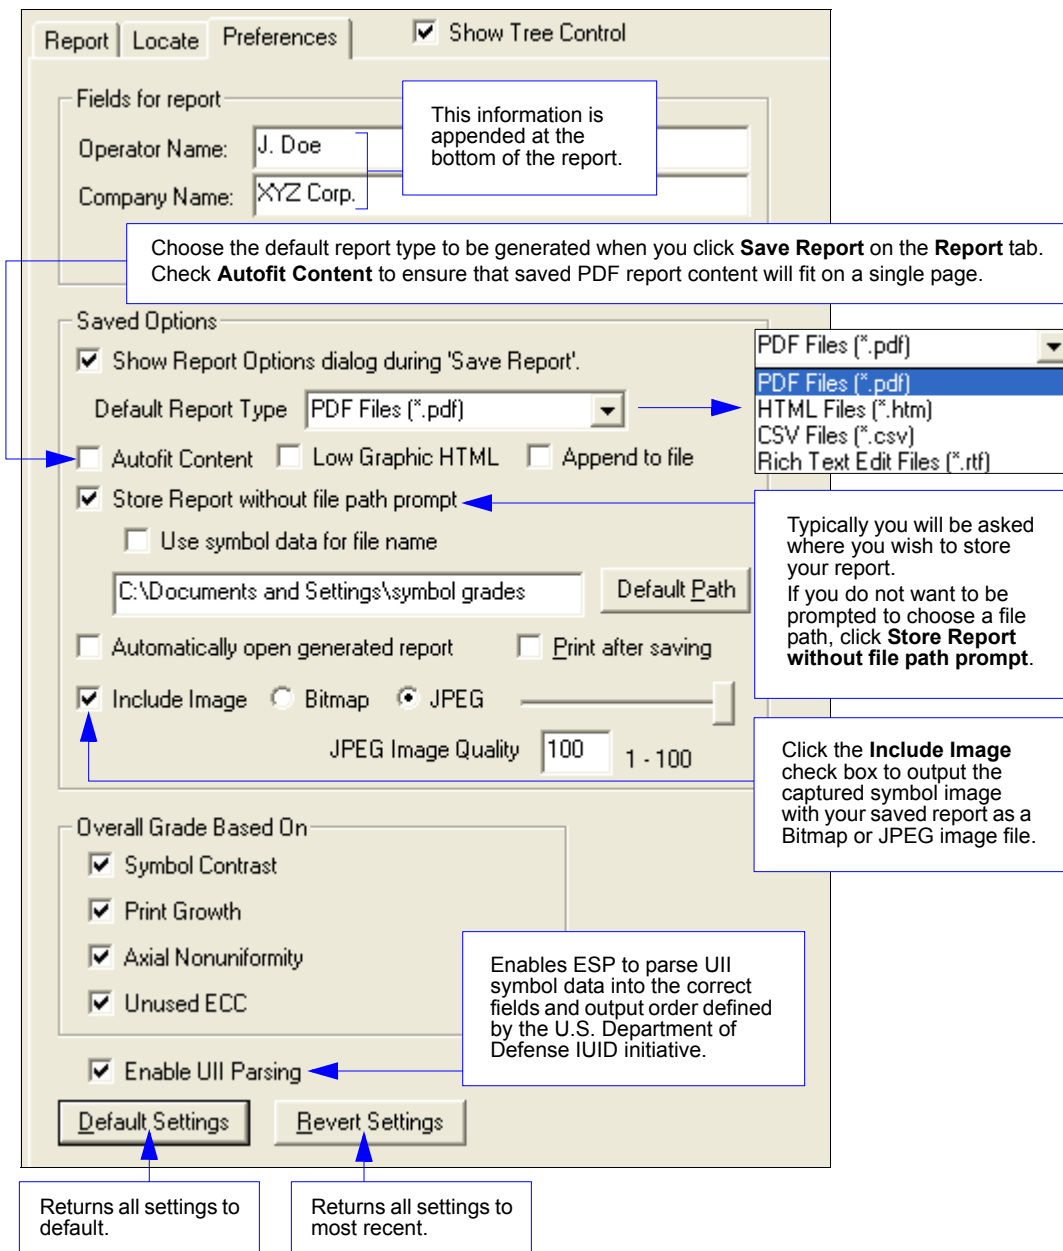 Report Locate Preferences Show Tree Control
Fields for report
This information is
appended at the
bottom of the report.
Operator Name: J. Doe
Company Name: XYZ Corp.
Choose the default report type to be generated when you click Save Report on the Report tab.
Check Autofit Content to ensure that saved PDF report content will fit on a single page.
Saved Options
Show Report Options dialog during 'Save Report'.
Default Report Type PDF Files (*.pdf)
PDF Files (*.pdf)
PDF Files (*.pdf)
HTML Files (*.htm)
CSV Files (*.csv)
Rich Text Edit Files (*.rtf)
Autofit Content Low Graphic HTML Append to file
Store Report without file path prompt
Use symbol data for file name
C:\Documents and Settings\symbol grades Default Path
Typically you will be asked
where you wish to store
your report.
If you do not want to be
prompted to choose a file
path, click Store Report
without file path prompt.
Automatically open generated report Print after saving
Include Image Bitmap JPEG
JPEG Image Quality 100 1 - 100
Click the Include Image
check box to output the
captured symbol image
with your saved report as a
Bitmap or JPEG image file.
Overall Grade Based On
Symbol Contrast
Print Growth
Axial Nonuniformity
Unused ECC
Enables ESP to parse UII
symbol data into the correct
fields and output order defined
by the U.S. Department of
Defense IUID initiative.
Enable UII Parsing
Default Settings Revert Settings
Returns all settings to
default.
Returns all settings to
most recent.